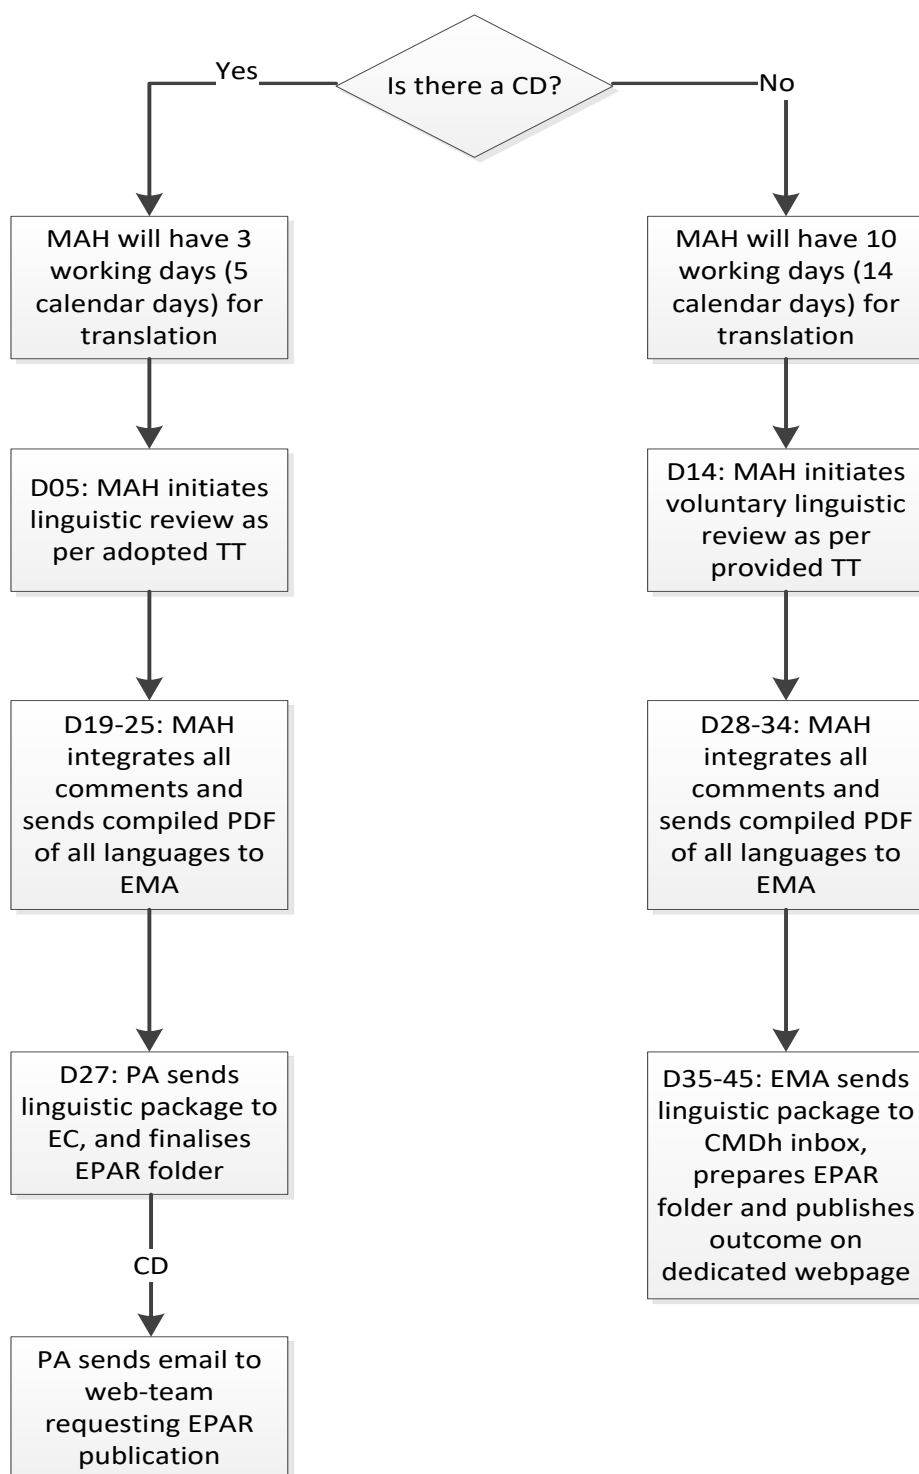 Is there a CD?
Yes
No
MAH will have 3
working days (5
calendar days) for
translation
MAH will have 10
working days (14
calendar days) for
translation
D05: MAH initiates
linguistic review as
per adopted TT
D14: MAH initiates
voluntary linguistic
review as per
provided TT
D19-25: MAH
integrates all
comments and
sends compiled PDF
of all languages to
EMA
D28-34: MAH
integrates all
comments and
sends compiled PDF
of all languages to
EMA
D27: PA sends
linguistic package to
EC, and finalises
EPAR folder
D35-45: EMA sends
linguistic package to
CMDh inbox,
prepares EPAR
folder and publishes
outcome on
dedicated webpage
CD
PA sends email to
web-team
requesting EPAR
publication